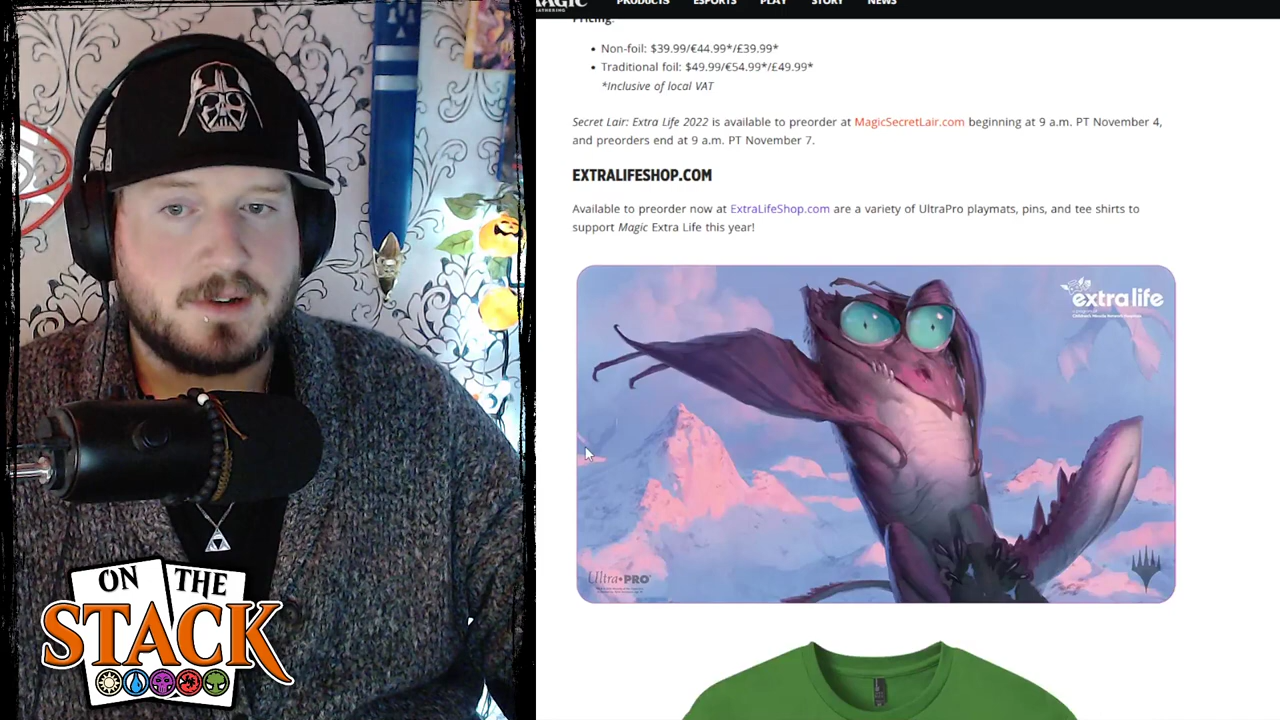 MAGIC
GATHERING
PRODUCTS
ESPORTS
PLAY
STORY
NEWS
Pricing:
• Non-foil: $39.99/€44.99*/£39.99*
• Traditional foil: $49.99/€54.99*/£49.99*
*Inclusive of local VAT
Secret Lair: Extra Life 2022 is available to preorder at MagicSecretLair.com beginning at 9 a.m. PT November 4,
and preorders end at 9 a.m. PT November 7.
EXTRALIFESHOP.COM
Available to preorder now at ExtraLifeShop.com are a variety of UltraPro playmats, pins, and tee shirts to
support Magic Extra Life this year!
extralife
Ultra•PRO
ON THE
STACK